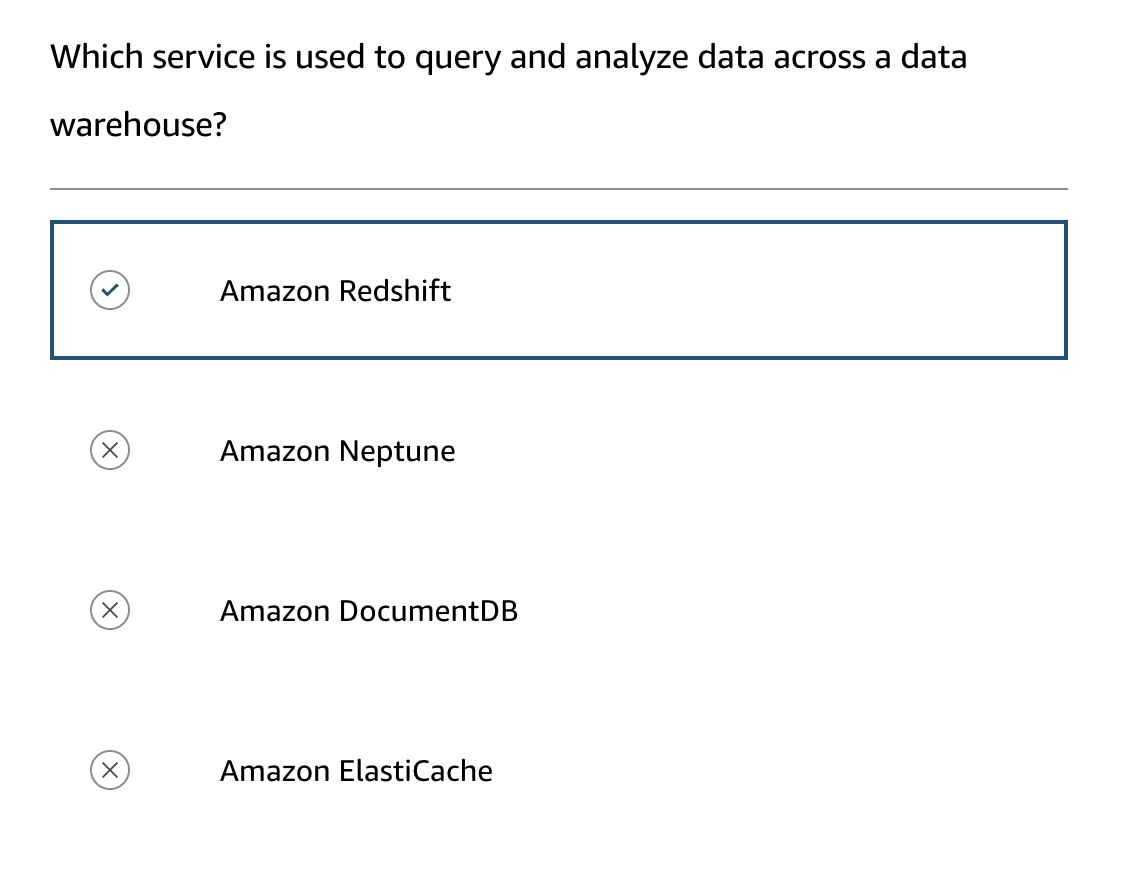 Which service is used to query and analyze data across a data
warehouse?
Amazon Redshift
Amazon Neptune
Amazon DocumentDB
Amazon ElastiCache